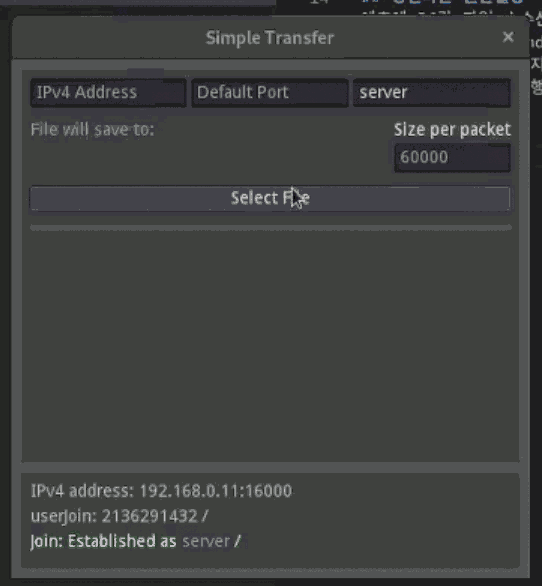 Simple Transfer ×
IPv4 Address Default Port server
File will save to: Size per packet
60000
Select File
IPv4 address: 192.168.0.11:16000
userJoin: 2136291432 /
Join: Established as server /